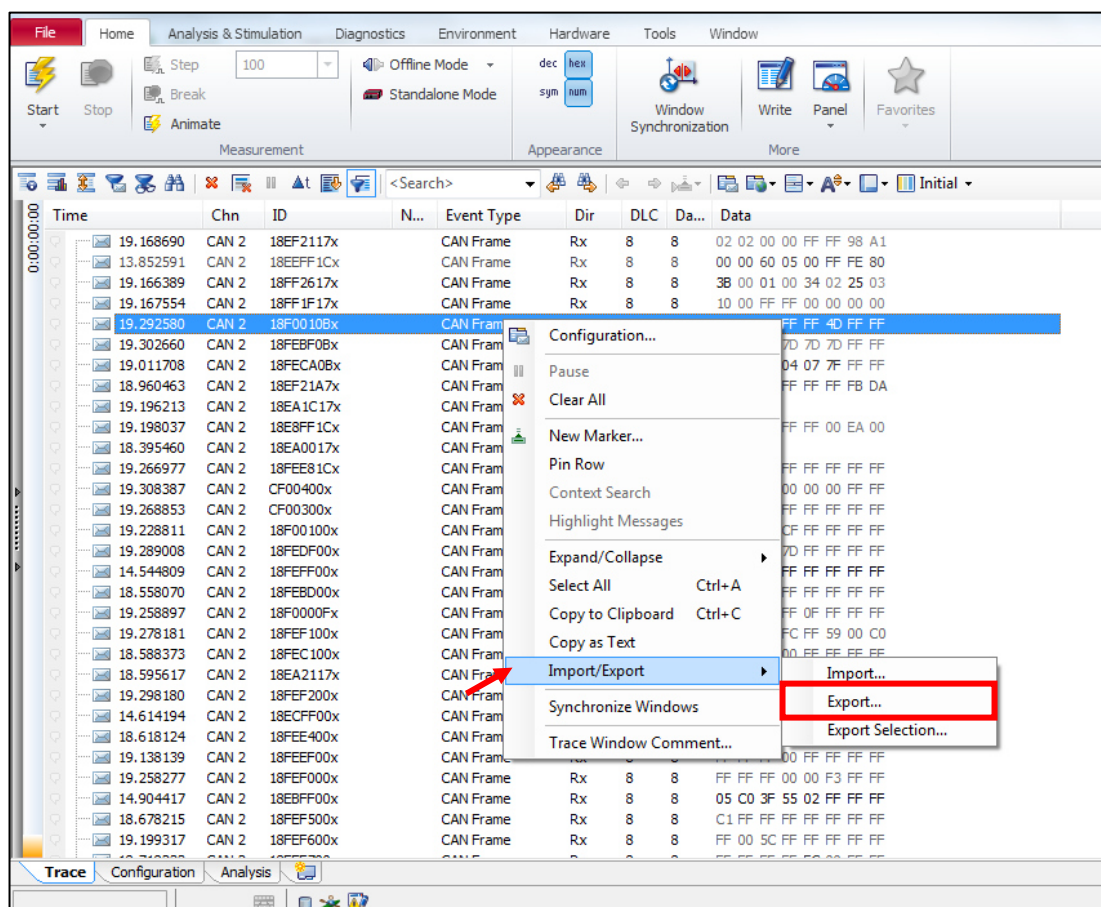 File Home Analysis & Stimulation Diagnostics Environment Hardware Tools Window
Step 100 Offline Mode dec hex
Break Standalone Mode sym num
Start Stop Animate Window Synchronization Write Panel Favorites
Measurement Appearance More
<Search> Initial
0:00:00:00
Time Chn ID N... Event Type Dir DLC Da... Data
19.168690 CAN 2 18EF2117x CAN Frame Rx 8 8 02 02 00 00 FF FF 98 A1
13.852591 CAN 2 18EEFF1Cx CAN Frame Rx 8 8 00 00 60 05 00 FF FE 80
19.166389 CAN 2 18FF2617x CAN Frame Rx 8 8 3B 00 01 00 34 02 25 03
19.167554 CAN 2 18FF1F17x CAN Frame Rx 8 8 10 00 FF FF 00 00 00 00
19.292580 CAN 2 18F0010Bx CAN Fram FF FF 4D FF FF
19.302660 CAN 2 18FEBF0Bx CAN Fram 7D 7D 7D FF FF
19.011708 CAN 2 18FECA0Bx CAN Fram 04 07 7F FF FF
18.960463 CAN 2 18EF21A7x CAN Fram FF FF FF FB DA
19.196213 CAN 2 18EA1C17x CAN Fram
19.198037 CAN 2 18E8FF1Cx CAN Fram FF FF 00 EA 00
18.395460 CAN 2 18EA0017x CAN Fram
19.266977 CAN 2 18FEE81Cx CAN Fram FF FF FF FF FF
19.308387 CAN 2 CF00400x CAN Fram 00 00 00 FF FF
19.268853 CAN 2 CF00300x CAN Fram FF FF FF FF FF
19.228811 CAN 2 18F00100x CAN Fram CF FF FF FF FF
19.289008 CAN 2 18FEDF00x CAN Fram 7D FF FF FF FF
14.544809 CAN 2 18FEFF00x CAN Fram FF FF FF FF FF
18.558070 CAN 2 18FEBD00x CAN Fram FF FF FF FF FF
19.258897 CAN 2 18F0000Fx CAN Fram FF 0F FF FF FF
19.278181 CAN 2 18FEF100x CAN Fram FC FF 59 00 C0
18.588373 CAN 2 18FEC100x CAN Fram 00 FF FF FF FF
18.595617 CAN 2 18EA2117x CAN Fra
19.298180 CAN 2 18FEF200x CAN Fram
14.614194 CAN 2 18ECFF00x CAN Fram
18.618124 CAN 2 18FEE400x CAN Fram
19.138139 CAN 2 18FEEF00x CAN Frame 00 FF FF FF FF
19.258277 CAN 2 18FEF000x CAN Frame Rx 8 8 FF FF FF 00 00 F3 FF FF
14.904417 CAN 2 18EBFF00x CAN Frame Rx 8 8 05 C0 3F 55 02 FF FF FF
18.678215 CAN 2 18FEF500x CAN Frame Rx 8 8 C1 FF FF FF FF FF FF FF
19.199317 CAN 2 18FEF600x CAN Frame Rx 8 8 FF 00 5C FF FF FF FF FF
Configuration...
Pause
Clear All
New Marker...
Pin Row
Context Search
Highlight Messages
Expand/Collapse
Select All Ctrl+A
Copy to Clipboard Ctrl+C
Copy as Text
Import/Export
Synchronize Windows
Trace Window Comment...
Import...
Export...
Export Selection...
Trace Configuration Analysis